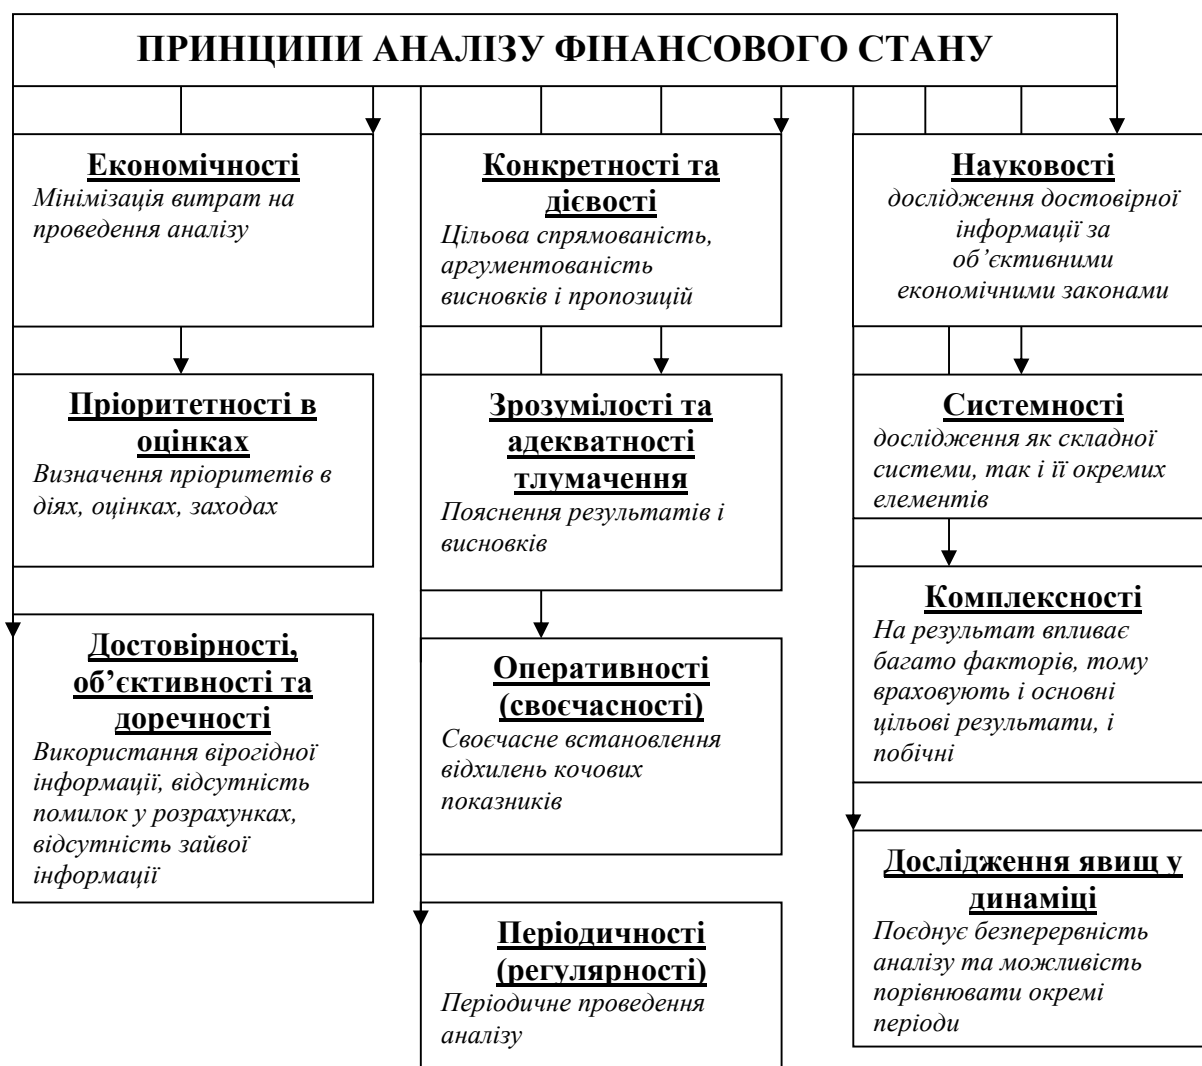 ПРИНЦИПИ АНАЛІЗУ ФІНАНСОВОГО СТАНУ
Економічності
Мінімізація витрат на
проведення аналізу
Пріоритетності в
оцінках
Визначення пріоритетів в
діях, оцінках, заходах
Достовірності,
об’єктивності та
доречності
Використання вірогідної
інформації, відсутність
помилок у розрахунках,
відсутність зайвої
інформації
Конкретності та
дієвості
Цільова спрямованість,
аргументованість
висновків і пропозицій
Зрозумілості та
адекватності
тлумачення
Пояснення результатів і
висновків
Оперативності
(своєчасності)
Своєчасне встановлення
відхилень кочових
показників
Періодичності
(регулярності)
Періодичне проведення
аналізу
Науковості
дослідження достовірної
інформації за
об’єктивними
економічними законами
Системності
дослідження як складної
системи, так і її окремих
елементів
Комплексності
На результат впливає
багато факторів, тому
враховують і основні
цільові результати, і
побічні
Дослідження явищ у
динаміці
Поєднує безперервність
аналізу та можливість
порівнювати окремі
періоди